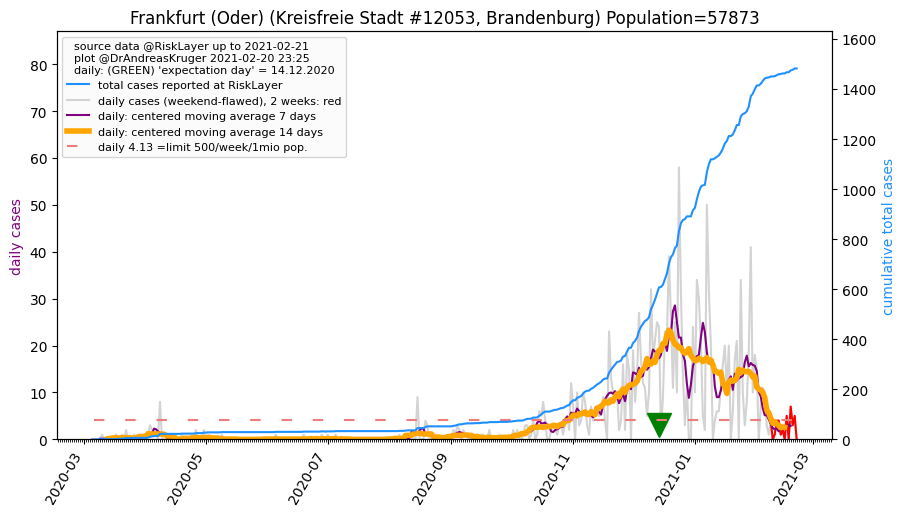 Frankfurt (Oder) (Kreisfreie Stadt #12053, Brandenburg) Population=57873
source data @RiskLayer up to 2021-02-21
plot @DrAndreasKruger 2021-02-20 23:25
daily: (GREEN) 'expectation day' = 14.12.2020
total cases reported at RiskLayer
daily cases (weekend-flawed), 2 weeks: red
daily: centered moving average 7 days
daily: centered moving average 14 days
daily 4.13 =limit 500/week/1mio pop.
daily cases
80
70
60
50
40
30
20
10
0
cumulative total cases
1600
1400
1200
1000
800
600
400
200
0
2020-03
2020-05
2020-07
2020-09
2020-11
2021-01
2021-03